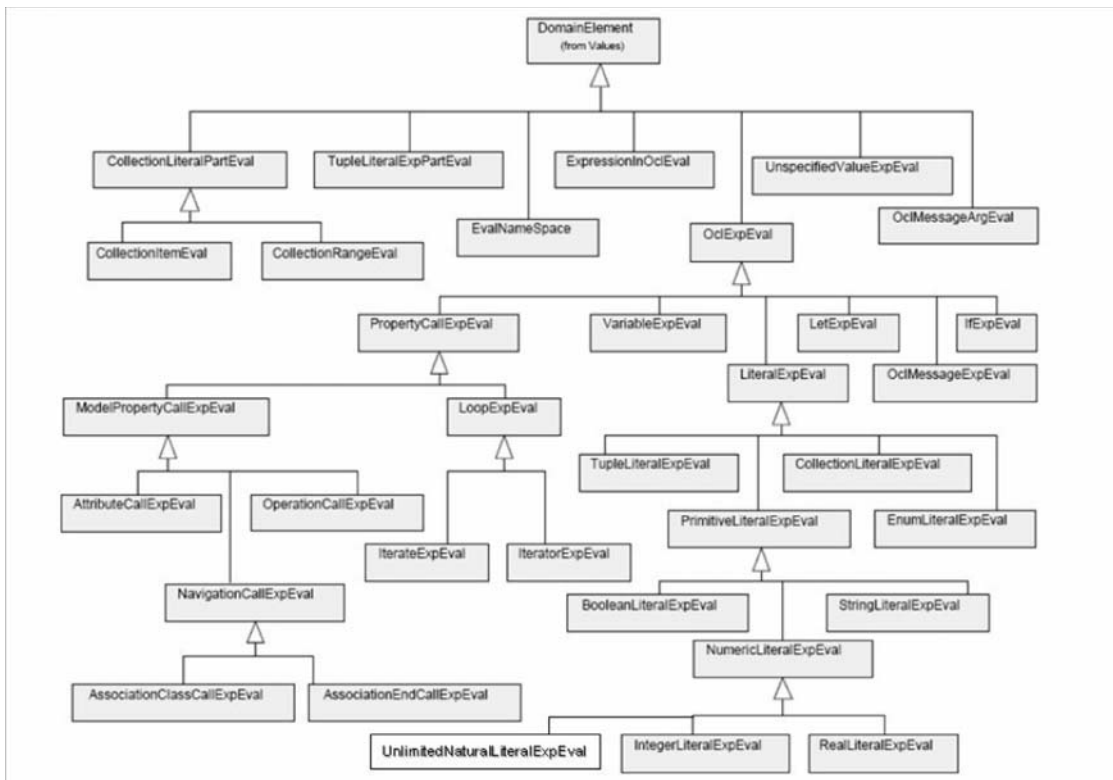 DomainElement
(from Values)
CollectionLiteralPartEval
TupleLiteralExpPartEval
ExpressionInOclEval
UnspecifiedValueExpEval
EvalNameSpace
OclExpEval
OclMessageArgEval
CollectionItemEval
CollectionRangeEval
PropertyCallExpEval
VariableExpEval
LetExpEval
IfExpEval
LiteralExpEval
OclMessageExpEval
ModelPropertyCallExpEval
LoopExpEval
TupleLiteralExpEval
CollectionLiteralExpEval
AttributeCallExpEval
OperationCallExpEval
PrimitiveLiteralExpEval
EnumLiteralExpEval
IterateExpEval
IteratorExpEval
NavigationCallExpEval
BooleanLiteralExpEval
StringLiteralExpEval
NumericLiteralExpEval
AssociationClassCallExpEval
AssociationEndCallExpEval
UnlimitedNaturalLiteralExpEval
IntegerLiteralExpEval
RealLiteralExpEval